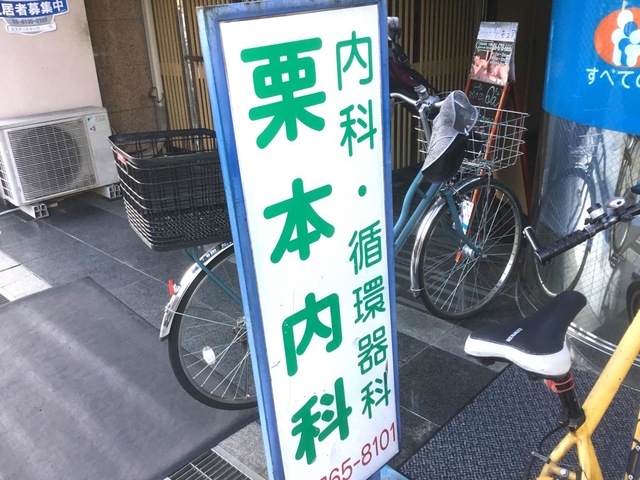 居者募集中
内科・循環器科
栗本内科
765-8101
すべての